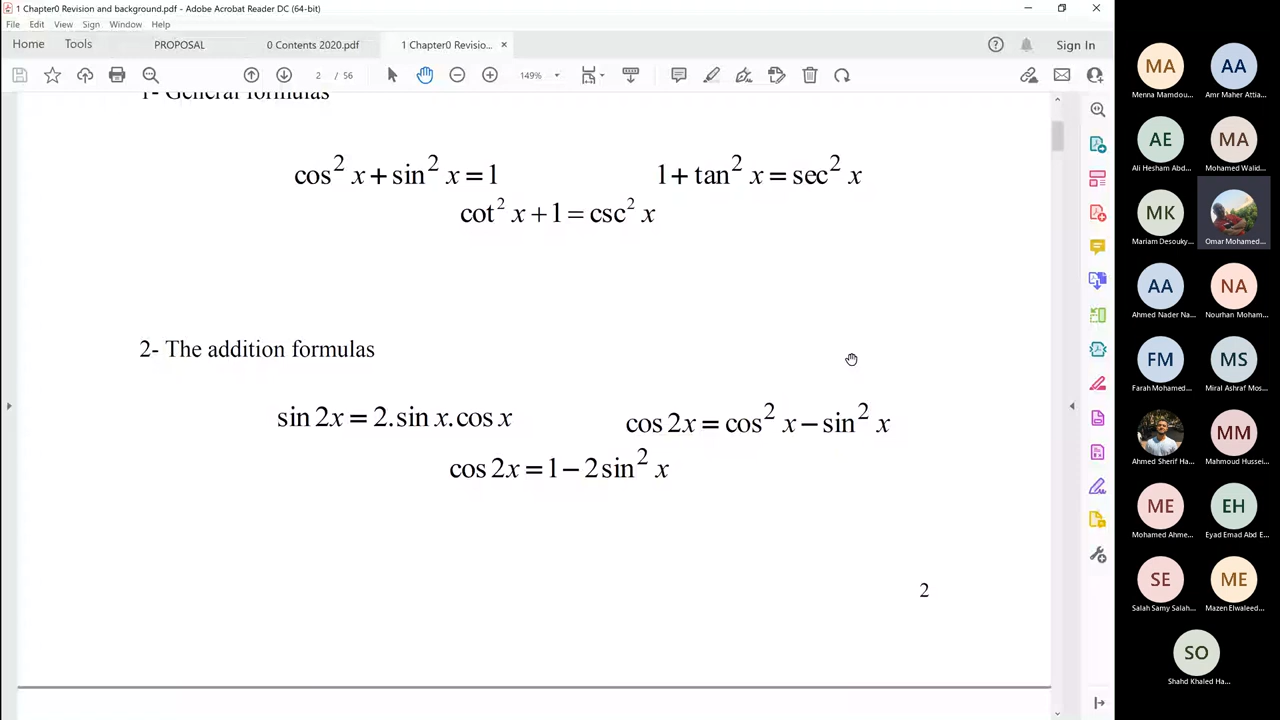 1 Chapter0 Revision and background.pdf - Adobe Acrobat Reader DC (64-bit)
File Edit View Sign Window Help
Home Tools PROPOSAL 0 Contents 2020.pdf 1 Chapter0 Revisio... × Sign In
2 / 56 149%
1- General formulas
cos² x + sin² x = 1 1 + tan² x = sec² x
cot² x + 1 = csc² x
2- The addition formulas
sin 2x = 2.sin x.cos x cos 2x = cos² x − sin² x
cos 2x = 1 − 2 sin² x
2
MA AA
Menna Mamdou... Amr Maher Attia...
AE MA
Ali Hesham Abd... Mohamed Walid...
MK
Mariam Desouky... Omar Mohamed...
AA NA
Ahmed Nader Na... Nourhan Moham...
FM MS
Farah Mohamed... Miral Ashraf Mos...
MM
Ahmed Sherif Ha... Mahmoud Hussei...
ME EH
Mohamed Ahme... Eyad Emad Abd E...
SE ME
Salah Samy Salah... Mazen Elwaleed...
SO
Shahd Khaled Ha...